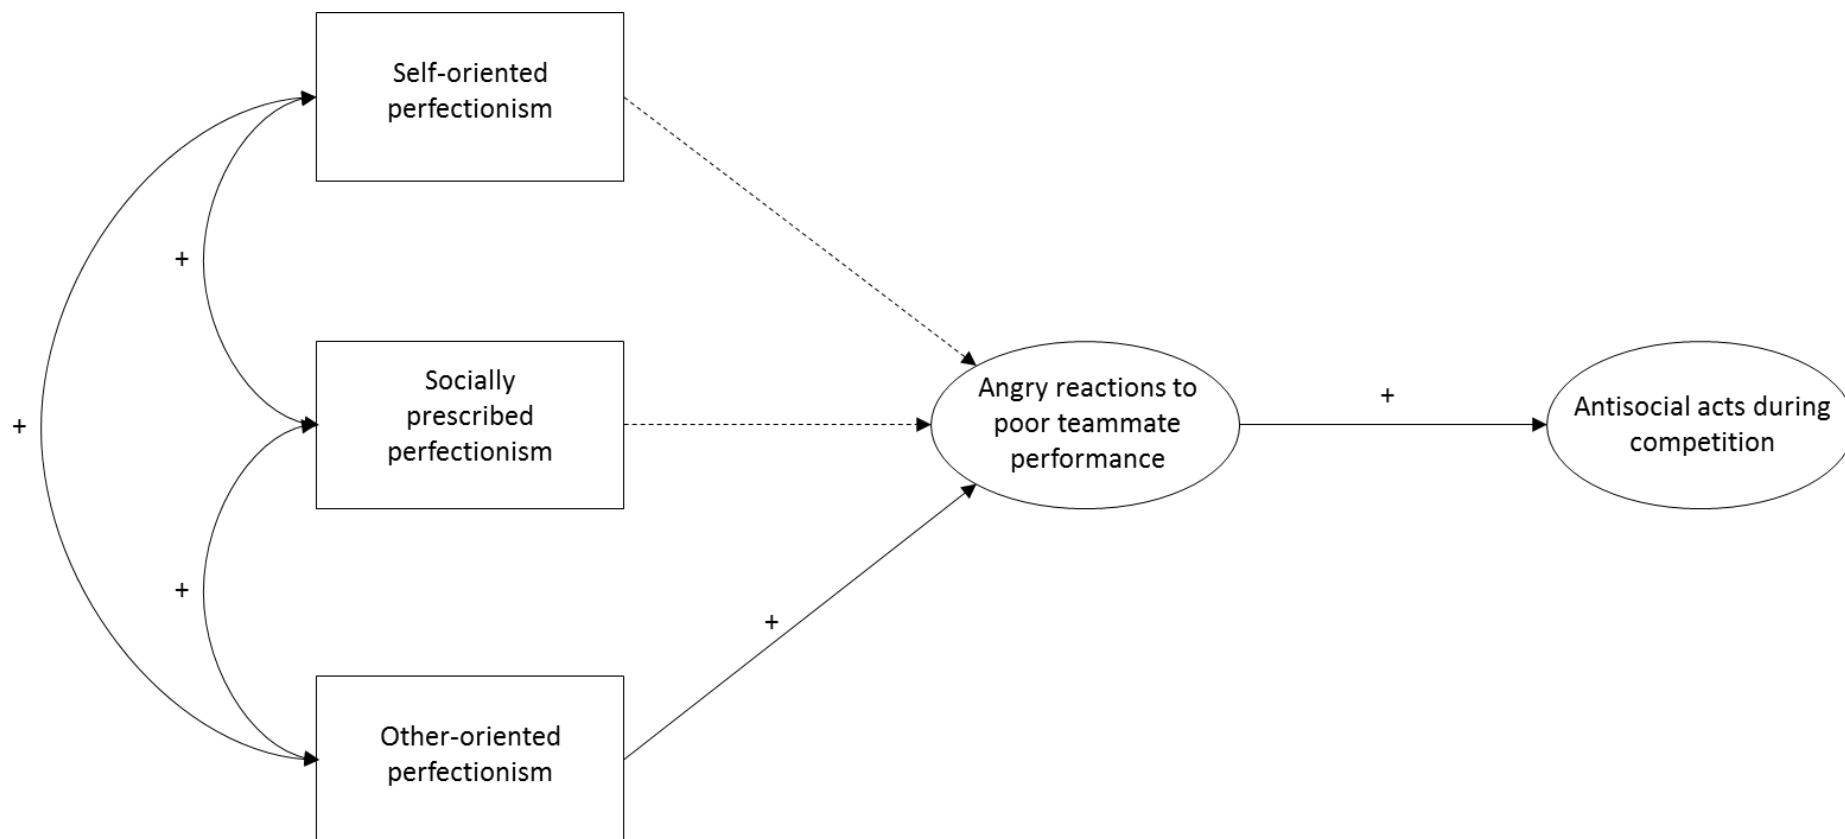 Self-oriented
perfectionism
+
+
Socially
prescribed
perfectionism
Angry reactions to
poor teammate
performance
+
Antisocial acts during
competition
+
+
Other-oriented
perfectionism
+